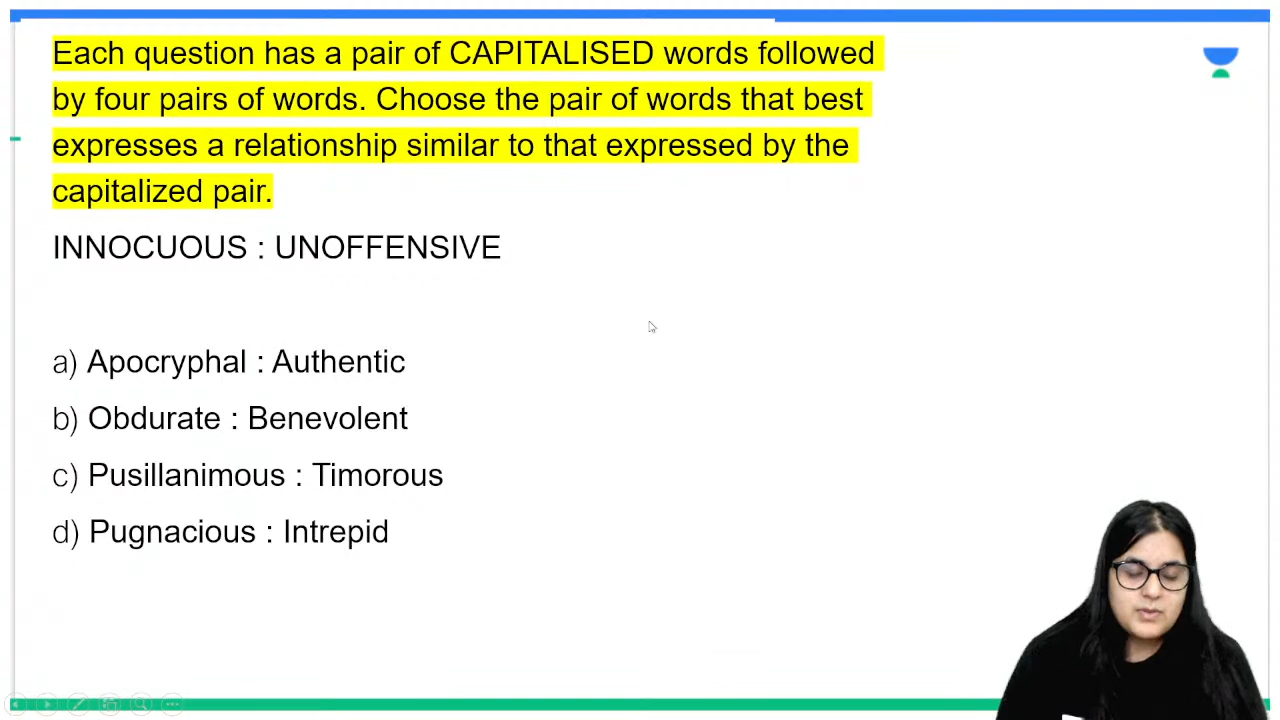 Each question has a pair of CAPITALISED words followed
by four pairs of words. Choose the pair of words that best
expresses a relationship similar to that expressed by the
capitalized pair.
INNOCUOUS : UNOFFENSIVE
a) Apocryphal : Authentic
b) Obdurate : Benevolent
c) Pusillanimous : Timorous
d) Pugnacious : Intrepid